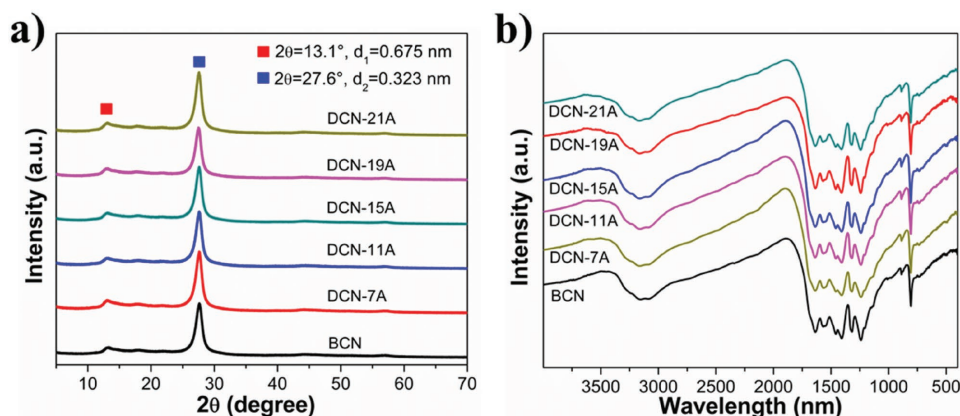 a)
2θ=13.1°, d1=0.675 nm
2θ=27.6°, d2=0.323 nm
DCN-21A
DCN-19A
DCN-15A
DCN-11A
DCN-7A
BCN
Intensity (a.u.)
10 20 30 40 50 60 70
2θ (degree)
b)
DCN-21A
DCN-19A
DCN-15A
DCN-11A
DCN-7A
BCN
Intensity (a.u.)
3500 3000 2500 2000 1500 1000 500
Wavelength (nm)